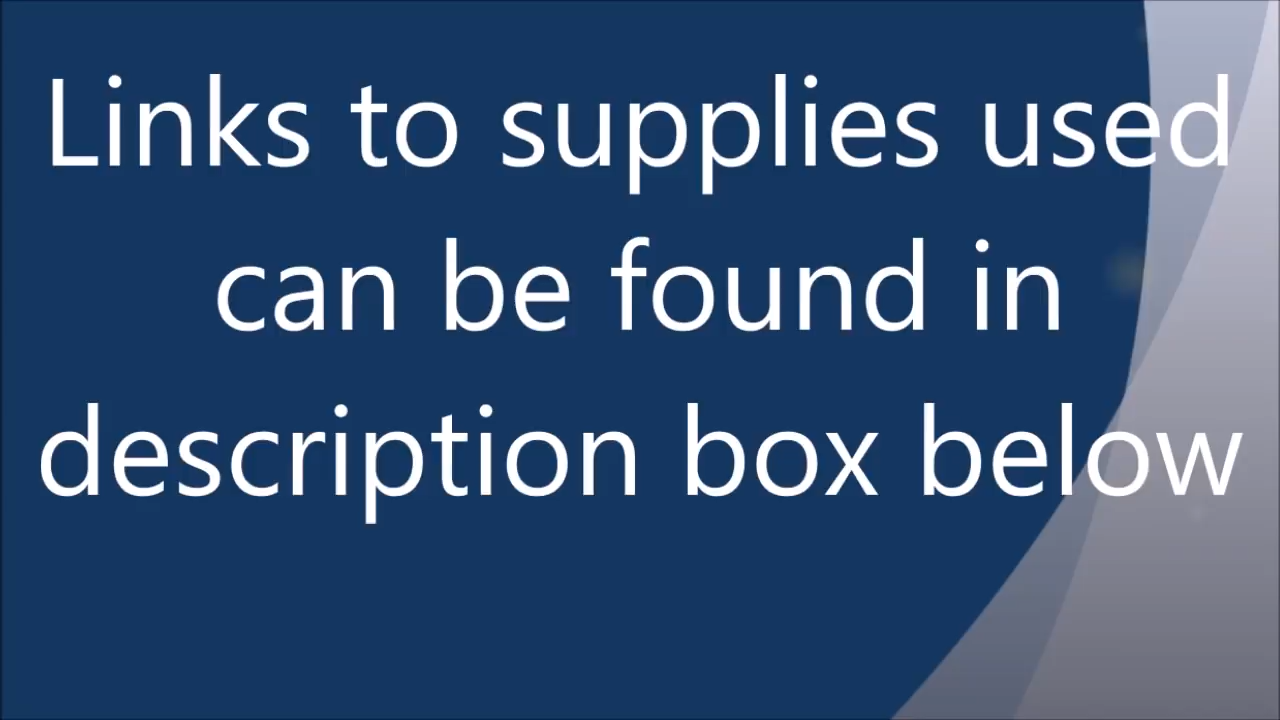 Links to supplies used
can be found in
description box below